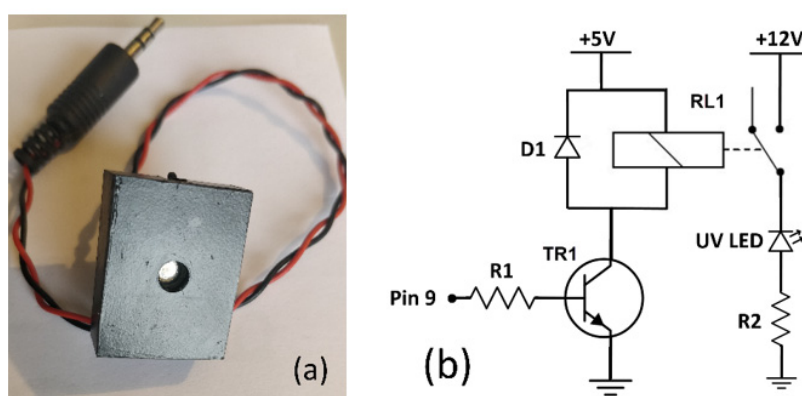 (a)
+5V
+12V
RL1
D1
UV LED
TR1
R1
Pin 9
R2
(b)